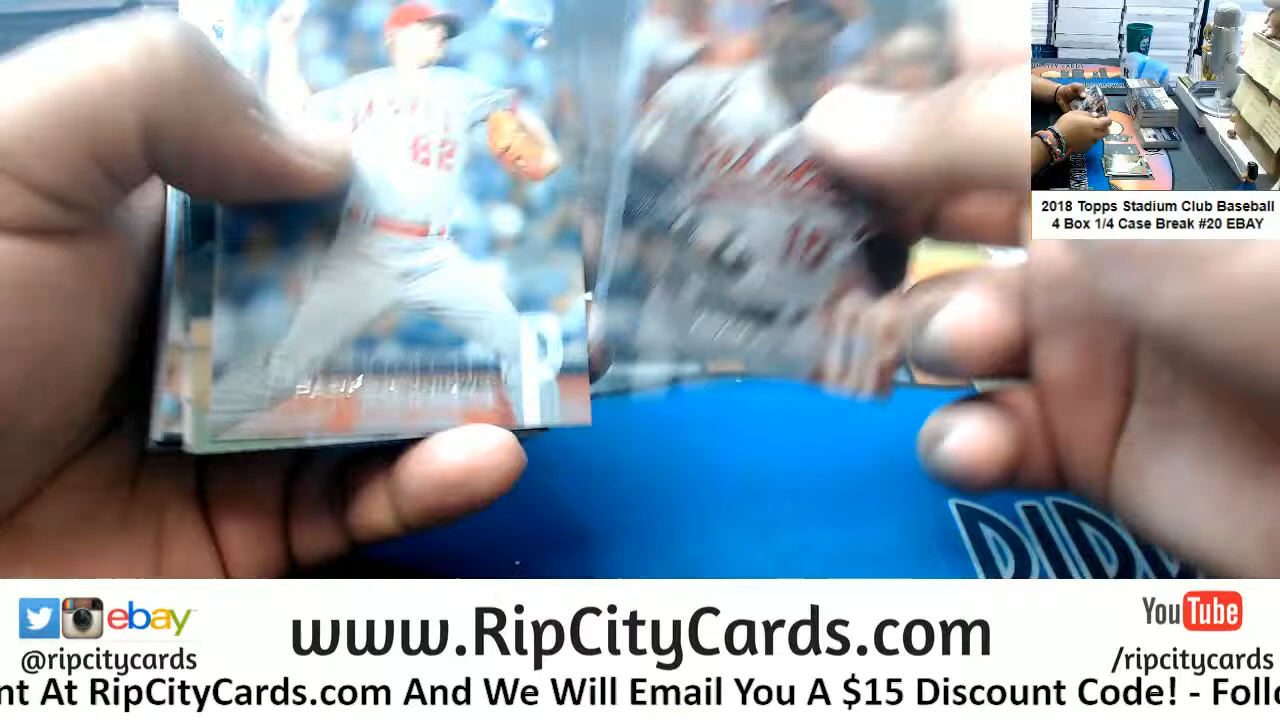 2018 Topps Stadium Club Baseball
4 Box 1/4 Case Break #20 EBAY
ebay
@ripcitycards
www.RipCityCards.com
YouTube
/ripcitycards
nt At RipCityCards.com And We Will Email You A $15 Discount Code! - Follo